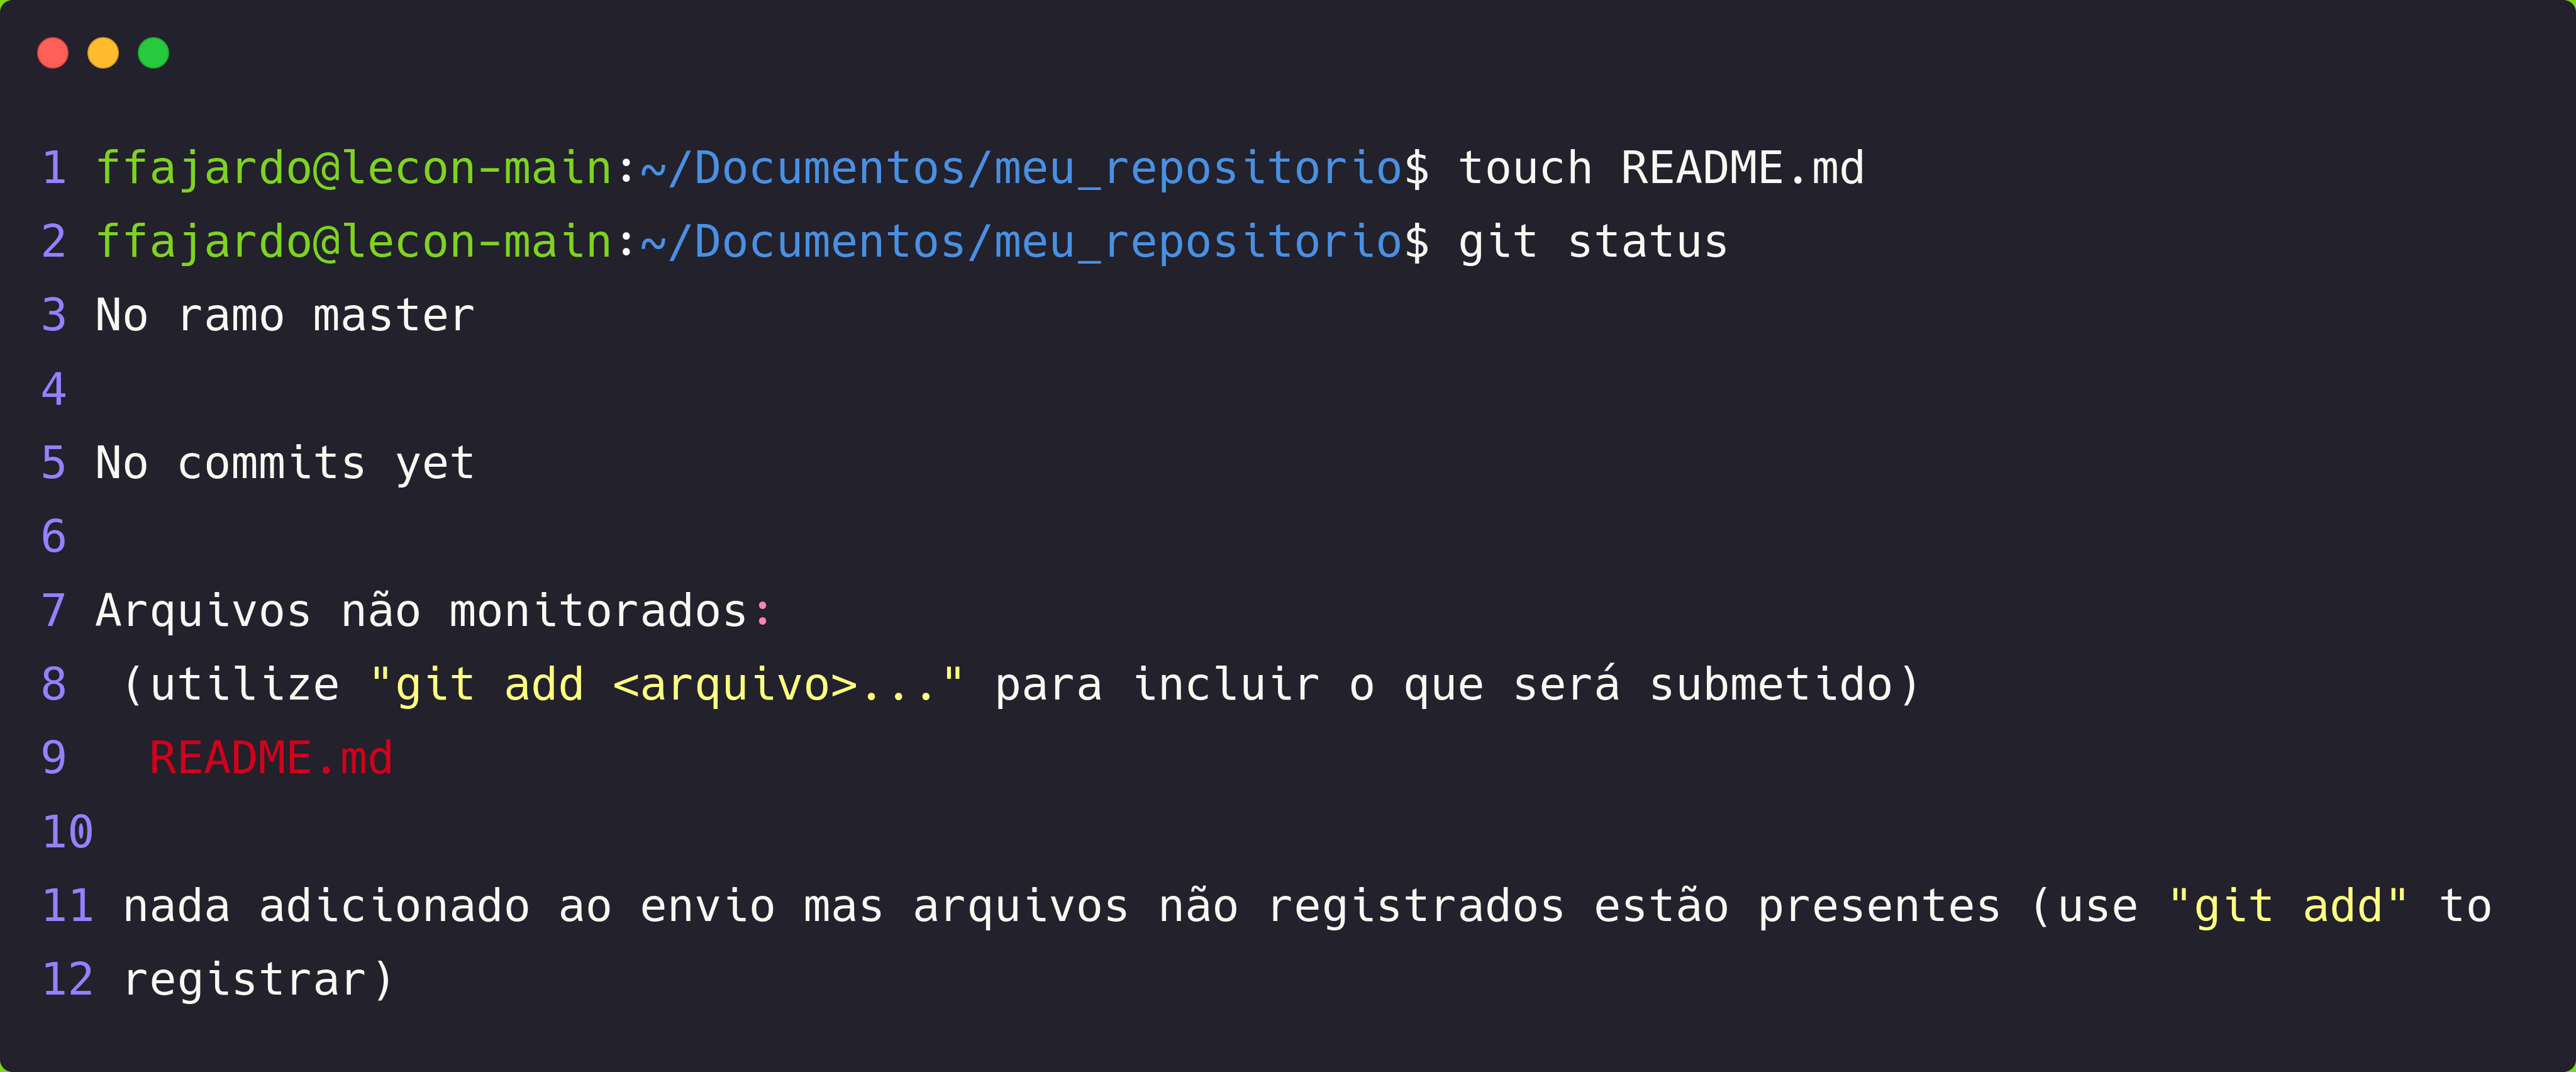 1 ffajardo@lecon-main:~/Documentos/meu_repositorio$ touch README.md
2 ffajardo@lecon-main:~/Documentos/meu_repositorio$ git status
3 No ramo master
4
5 No commits yet
6
7 Arquivos não monitorados:
8  (utilize "git add <arquivo>..." para incluir o que será submetido)
9   README.md
10
11 nada adicionado ao envio mas arquivos não registrados estão presentes (use "git add" to
12 registrar)